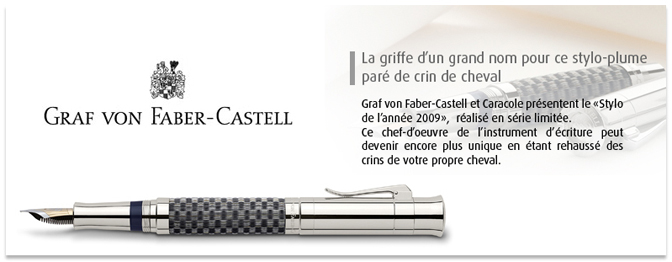 GRAF VON FABER-CASTELL
La griffe d'un grand nom pour ce stylo-plume
paré de crin de cheval
Graf von Faber-Castell et Caracole présentent le «Stylo
de l'année 2009», réalisé en série limitée.
Ce chef-d'oeuvre de l'instrument d'écriture peut
devenir encore plus unique en étant rehaussé des
crins de votre propre cheval.